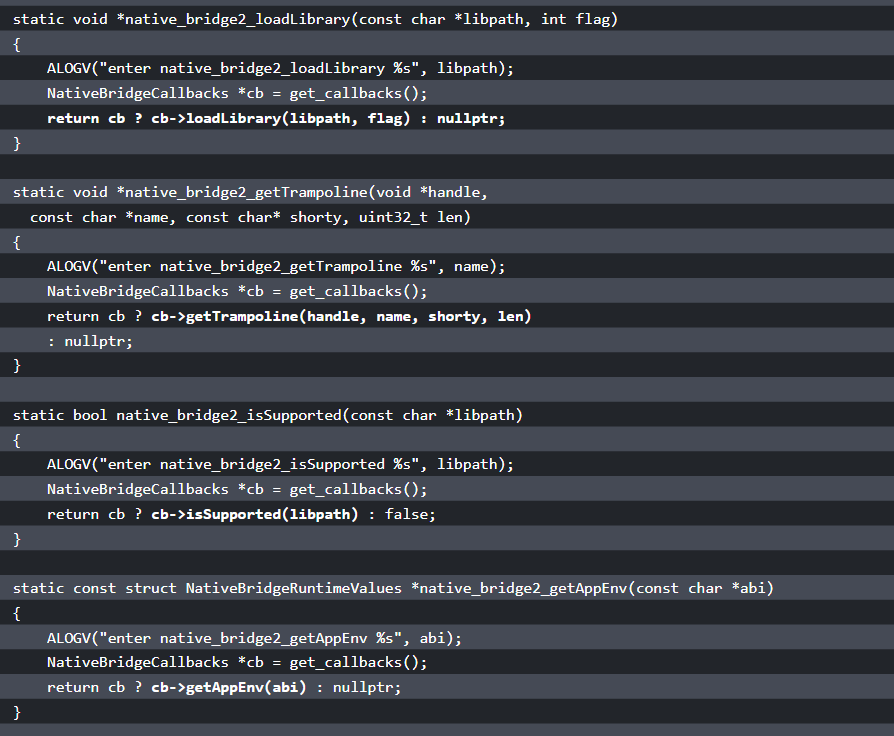 static void *native_bridge2_loadLibrary(const char *libpath, int flag)
{
    ALOGV("enter native_bridge2_loadLibrary %s", libpath);
    NativeBridgeCallbacks *cb = get_callbacks();
    return cb ? cb->loadLibrary(libpath, flag) : nullptr;
}

static void *native_bridge2_getTrampoline(void *handle,
  const char *name, const char* shorty, uint32_t len)
{
    ALOGV("enter native_bridge2_getTrampoline %s", name);
    NativeBridgeCallbacks *cb = get_callbacks();
    return cb ? cb->getTrampoline(handle, name, shorty, len)
    : nullptr;
}

static bool native_bridge2_isSupported(const char *libpath)
{
    ALOGV("enter native_bridge2_isSupported %s", libpath);
    NativeBridgeCallbacks *cb = get_callbacks();
    return cb ? cb->isSupported(libpath) : false;
}

static const struct NativeBridgeRuntimeValues *native_bridge2_getAppEnv(const char *abi)
{
    ALOGV("enter native_bridge2_getAppEnv %s", abi);
    NativeBridgeCallbacks *cb = get_callbacks();
    return cb ? cb->getAppEnv(abi) : nullptr;
}